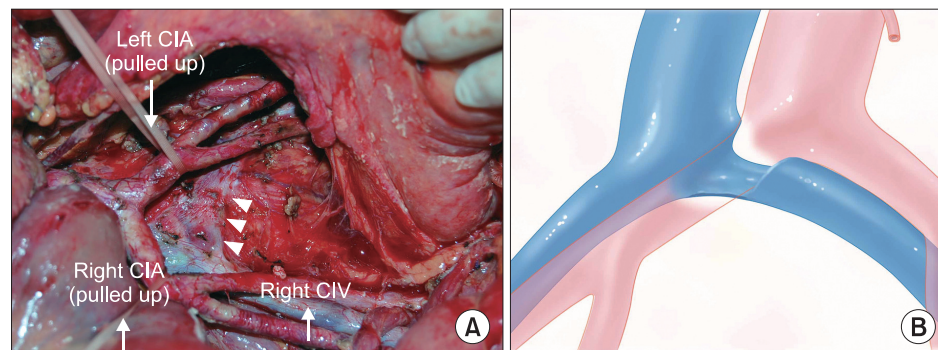 Left CIA
(pulled up)
Right CIA
(pulled up)
Right CIV
A
B